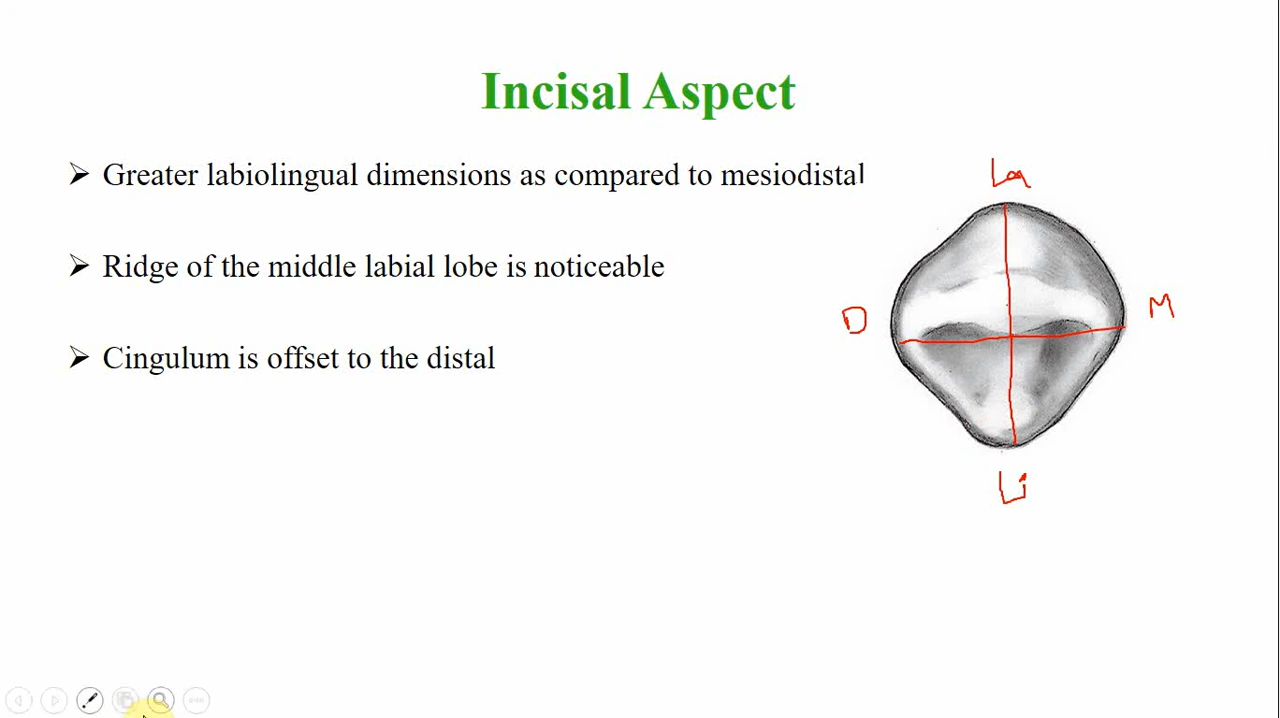 Incisal Aspect
➤ Greater labiolingual dimensions as compared to mesiodistal
➤ Ridge of the middle labial lobe is noticeable
➤ Cingulum is offset to the distal
La
D
M
Li